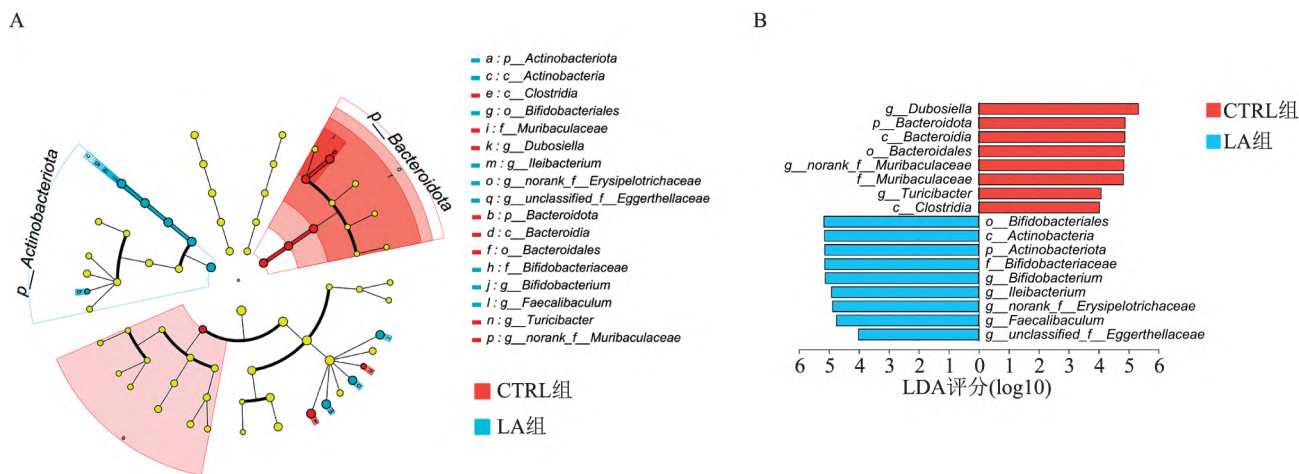 A
p__Actinobacteriota
p__Bacteroidota
a : p__Actinobacteriota
c : c__Actinobacteria
e : c__Clostridia
g : o__Bifidobacteriales
i : f__Muribaculaceae
k : g__Dubosiella
m : g__Ileibacterium
o : g__norank_f__Erysipelotrichaceae
q : g__unclassified_f__Eggerthellaceae
b : p__Bacteroidota
d : c__Bacteroidia
f : o__Bacteroidales
h : f__Bifidobacteriaceae
j : g__Bifidobacterium
l : g__Faecalibaculum
n : g__Turicibacter
p : g__norank_f__Muribaculaceae
CTRL组
LA组
B
g__Dubosiella
p__Bacteroidota
c__Bacteroidia
o__Bacteroidales
g__norank_f__Muribaculaceae
f__Muribaculaceae
g__Turicibacter
c__Clostridia
o__Bifidobacteriales
c__Actinobacteria
p__Actinobacteriota
f__Bifidobacteriaceae
g__Bifidobacterium
g__Ileibacterium
g__norank_f__Erysipelotrichaceae
g__Faecalibaculum
g__unclassified_f__Eggerthellaceae
6 5 4 3 2 1 0 1 2 3 4 5 6
LDA评分(log10)
CTRL组
LA组